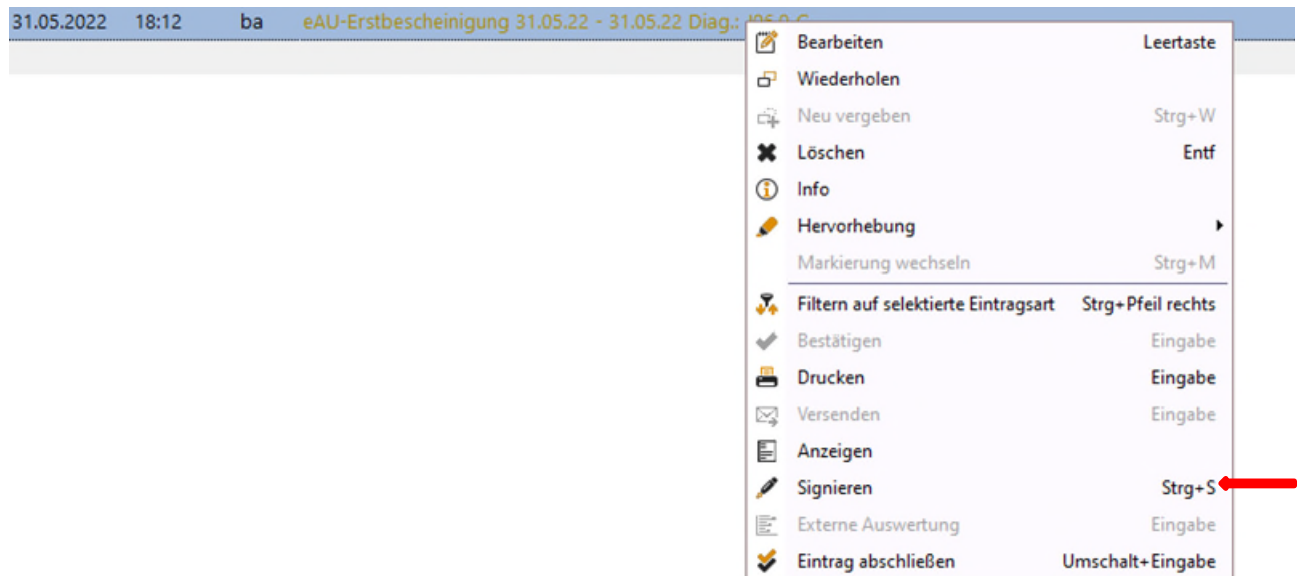 31.05.2022 18:12 ba eAU-Erstbescheinigung 31.05.22 - 31.05.22 Diag.:
Bearbeiten Leertaste
Wiederholen
Neu vergeben Strg+W
Löschen Entf
Info
Hervorhebung
Markierung wechseln Strg+M
Filtern auf selektierte Eintragsart Strg+Pfeil rechts
Bestätigen Eingabe
Drucken Eingabe
Versenden Eingabe
Anzeigen
Signieren Strg+S
Externe Auswertung Eingabe
Eintrag abschließen Umschalt+Eingabe